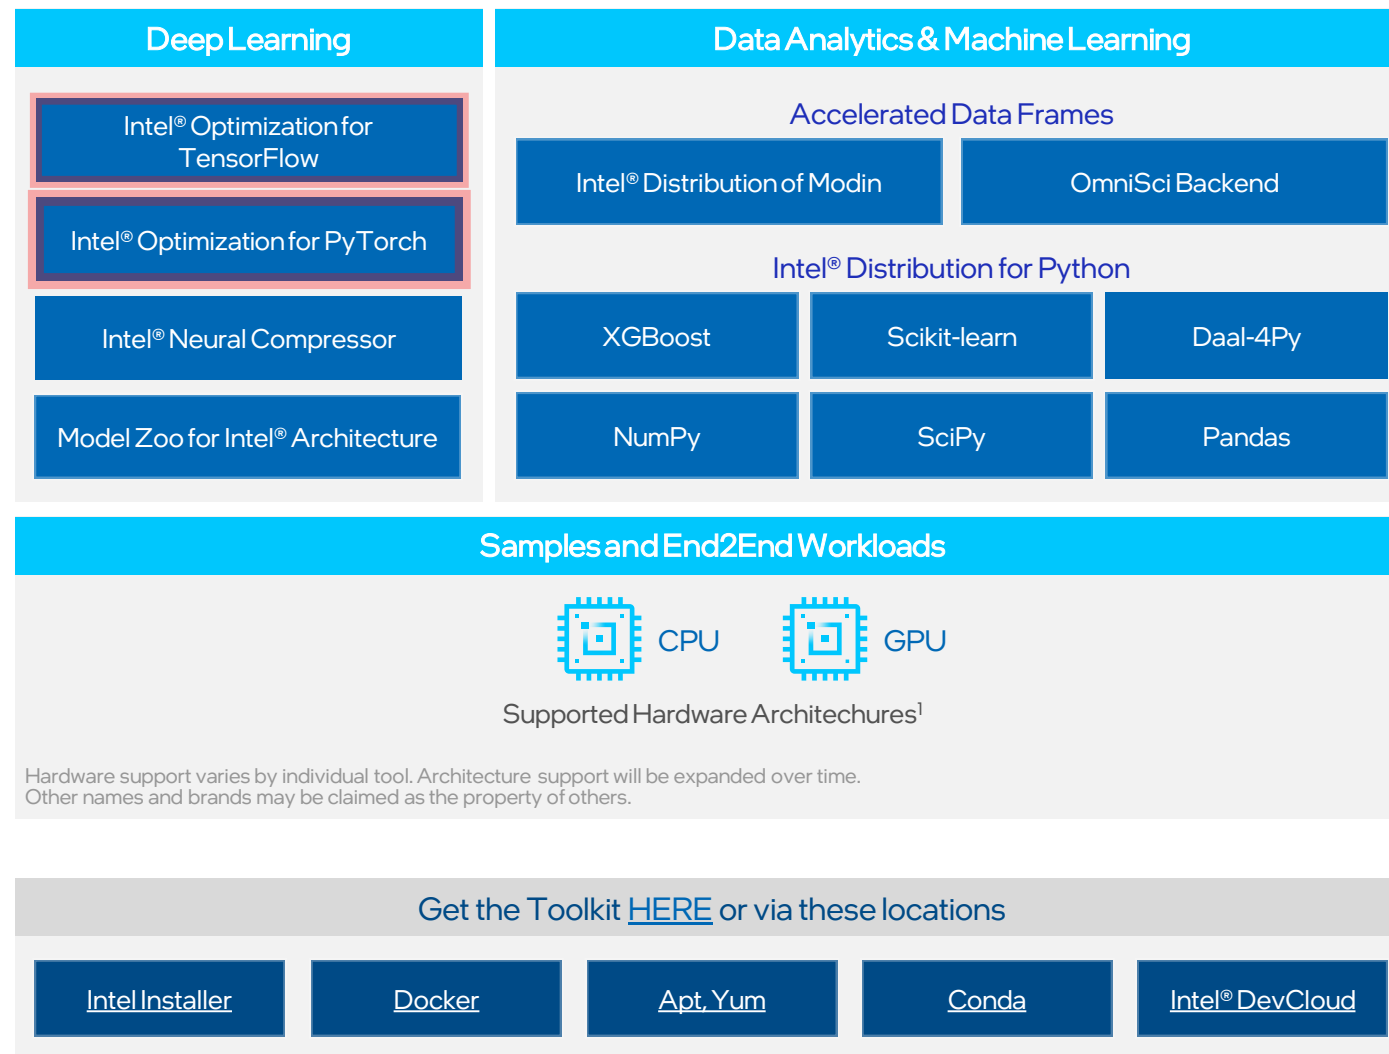 Deep Learning
Intel® Optimization for
TensorFlow
Intel® Optimization for PyTorch
Intel® Neural Compressor
Model Zoo for Intel® Architecture
Data Analytics & Machine Learning
Accelerated Data Frames
Intel® Distribution of Modin
OmniSci Backend
Intel® Distribution for Python
XGBoost
Scikit-learn
Daal-4Py
NumPy
SciPy
Pandas
Samples and End2End Workloads
CPU
GPU
Supported Hardware Architechures¹
Hardware support varies by individual tool. Architecture support will be expanded over time.
Other names and brands may be claimed as the property of others.
Get the Toolkit HERE or via these locations
Intel Installer
Docker
Apt, Yum
Conda
Intel® DevCloud